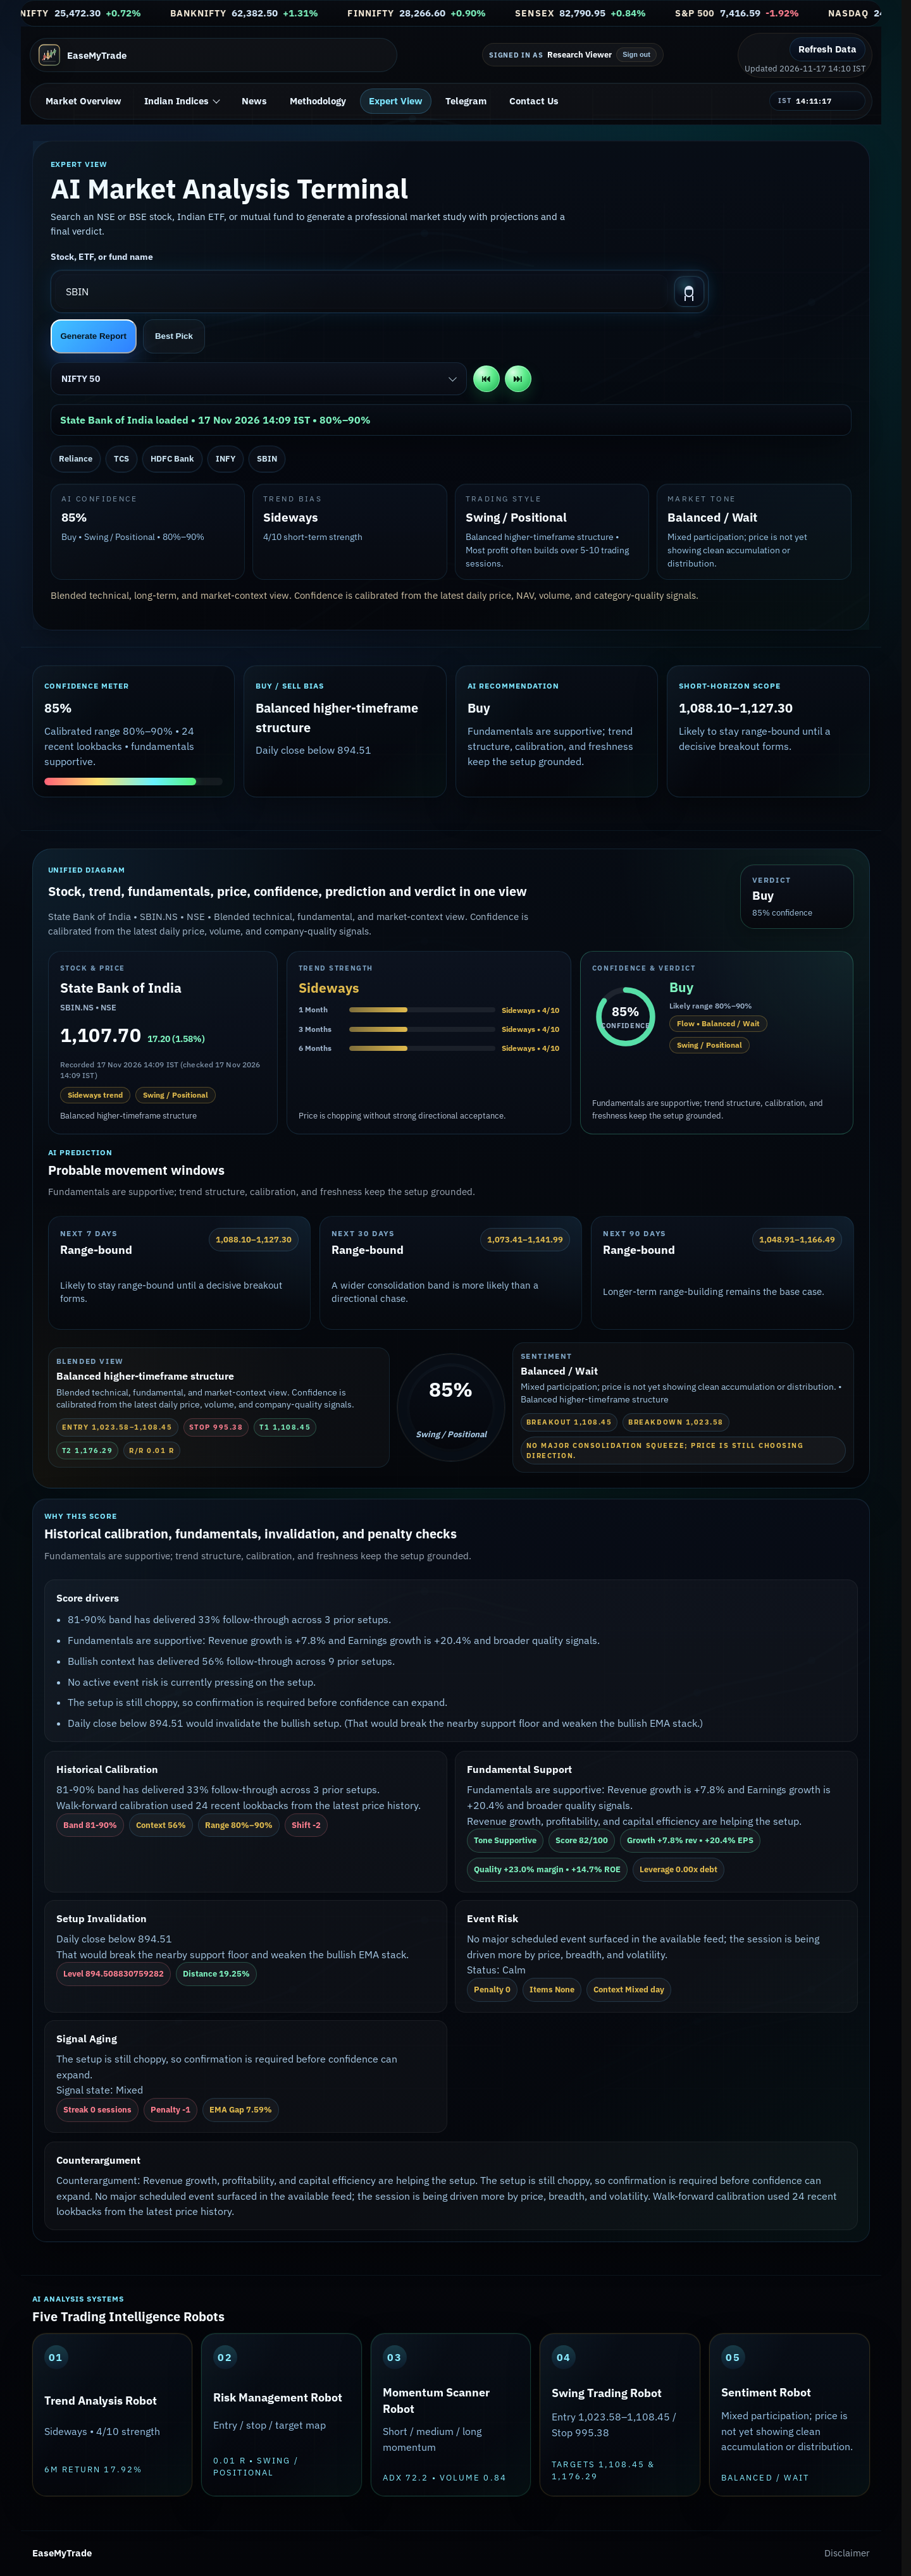 NIFTY 25,472.30 +0.72% BANKNIFTY 62,382.50 +1.31% FINNIFTY 28,266.60 +0.90% SENSEX 82,790.95 +0.84% S&P 500 7,416.59 -1.92% NASDAQ
EaseMyTrade
SIGNED IN AS Research Viewer Sign out
Refresh Data
Updated 2026-11-17 14:10 IST
Market Overview Indian Indices News Methodology Expert View Telegram Contact Us
IST 14:11:17
EXPERT VIEW
AI Market Analysis Terminal
Search an NSE or BSE stock, Indian ETF, or mutual fund to generate a professional market study with projections and a
final verdict.
Stock, ETF, or fund name
SBIN
Generate Report Best Pick
NIFTY 50
State Bank of India loaded • 17 Nov 2026 14:09 IST • 80%–90%
Reliance TCS HDFC Bank INFY SBIN
AI CONFIDENCE
85%
Buy • Swing / Positional • 80%–90%
TREND BIAS
Sideways
4/10 short-term strength
TRADING STYLE
Swing / Positional
Balanced higher-timeframe structure •
Most profit often builds over 5-10 trading
sessions.
MARKET TONE
Balanced / Wait
Mixed participation; price is not yet
showing clean accumulation or
distribution.
Blended technical, long-term, and market-context view. Confidence is calibrated from the latest daily price, NAV, volume, and category-quality signals.
CONFIDENCE METER
85%
Calibrated range 80%–90% • 24
recent lookbacks • fundamentals
supportive.
BUY / SELL BIAS
Balanced higher-timeframe
structure
Daily close below 894.51
AI RECOMMENDATION
Buy
Fundamentals are supportive; trend
structure, calibration, and freshness
keep the setup grounded.
SHORT-HORIZON SCOPE
1,088.10–1,127.30
Likely to stay range-bound until a
decisive breakout forms.
UNIFIED DIAGRAM
Stock, trend, fundamentals, price, confidence, prediction and verdict in one view
State Bank of India • SBIN.NS • NSE • Blended technical, fundamental, and market-context view. Confidence is
calibrated from the latest daily price, volume, and company-quality signals.
VERDICT
Buy
85% confidence
STOCK & PRICE
State Bank of India
SBIN.NS • NSE
1,107.70 17.20 (1.58%)
Recorded 17 Nov 2026 14:09 IST (checked 17 Nov 2026
14:09 IST)
Sideways trend Swing / Positional
Balanced higher-timeframe structure
TREND STRENGTH
Sideways
1 Month Sideways • 4/10
3 Months Sideways • 4/10
6 Months Sideways • 4/10
Price is chopping without strong directional acceptance.
CONFIDENCE & VERDICT
85%
CONFIDENCE
Buy
Likely range 80%–90%
Flow • Balanced / Wait
Swing / Positional
Fundamentals are supportive; trend structure, calibration, and
freshness keep the setup grounded.
AI PREDICTION
Probable movement windows
Fundamentals are supportive; trend structure, calibration, and freshness keep the setup grounded.
NEXT 7 DAYS
Range-bound
1,088.10–1,127.30
Likely to stay range-bound until a decisive breakout
forms.
NEXT 30 DAYS
Range-bound
1,073.41–1,141.99
A wider consolidation band is more likely than a
directional chase.
NEXT 90 DAYS
Range-bound
1,048.91–1,166.49
Longer-term range-building remains the base case.
BLENDED VIEW
Balanced higher-timeframe structure
Blended technical, fundamental, and market-context view. Confidence is
calibrated from the latest daily price, volume, and company-quality signals.
ENTRY 1,023.58–1,108.45 STOP 995.38 T1 1,108.45
T2 1,176.29 R/R 0.01 R
85%
Swing / Positional
SENTIMENT
Balanced / Wait
Mixed participation; price is not yet showing clean accumulation or distribution. •
Balanced higher-timeframe structure
BREAKOUT 1,108.45 BREAKDOWN 1,023.58
NO MAJOR CONSOLIDATION SQUEEZE; PRICE IS STILL CHOOSING
DIRECTION.
WHY THIS SCORE
Historical calibration, fundamentals, invalidation, and penalty checks
Fundamentals are supportive; trend structure, calibration, and freshness keep the setup grounded.
Score drivers
• 81-90% band has delivered 33% follow-through across 3 prior setups.
• Fundamentals are supportive: Revenue growth is +7.8% and Earnings growth is +20.4% and broader quality signals.
• Bullish context has delivered 56% follow-through across 9 prior setups.
• No active event risk is currently pressing on the setup.
• The setup is still choppy, so confirmation is required before confidence can expand.
• Daily close below 894.51 would invalidate the bullish setup. (That would break the nearby support floor and weaken the bullish EMA stack.)
Historical Calibration
81-90% band has delivered 33% follow-through across 3 prior setups.
Walk-forward calibration used 24 recent lookbacks from the latest price history.
Band 81-90% Context 56% Range 80%–90% Shift -2
Fundamental Support
Fundamentals are supportive: Revenue growth is +7.8% and Earnings growth is
+20.4% and broader quality signals.
Revenue growth, profitability, and capital efficiency are helping the setup.
Tone Supportive Score 82/100 Growth +7.8% rev • +20.4% EPS
Quality +23.0% margin • +14.7% ROE Leverage 0.00x debt
Setup Invalidation
Daily close below 894.51
That would break the nearby support floor and weaken the bullish EMA stack.
Level 894.508830759282 Distance 19.25%
Event Risk
No major scheduled event surfaced in the available feed; the session is being
driven more by price, breadth, and volatility.
Status: Calm
Penalty 0 Items None Context Mixed day
Signal Aging
The setup is still choppy, so confirmation is required before confidence can
expand.
Signal state: Mixed
Streak 0 sessions Penalty -1 EMA Gap 7.59%
Counterargument
Counterargument: Revenue growth, profitability, and capital efficiency are helping the setup. The setup is still choppy, so confirmation is required before confidence can
expand. No major scheduled event surfaced in the available feed; the session is being driven more by price, breadth, and volatility. Walk-forward calibration used 24 recent
lookbacks from the latest price history.
AI ANALYSIS SYSTEMS
Five Trading Intelligence Robots
01
Trend Analysis Robot
Sideways • 4/10 strength
6M RETURN 17.92%
02
Risk Management Robot
Entry / stop / target map
0.01 R • SWING /
POSITIONAL
03
Momentum Scanner
Robot
Short / medium / long
momentum
ADX 72.2 • VOLUME 0.84
04
Swing Trading Robot
Entry 1,023.58–1,108.45 /
Stop 995.38
TARGETS 1,108.45 &
1,176.29
05
Sentiment Robot
Mixed participation; price is
not yet showing clean
accumulation or distribution.
BALANCED / WAIT
EaseMyTrade
Disclaimer